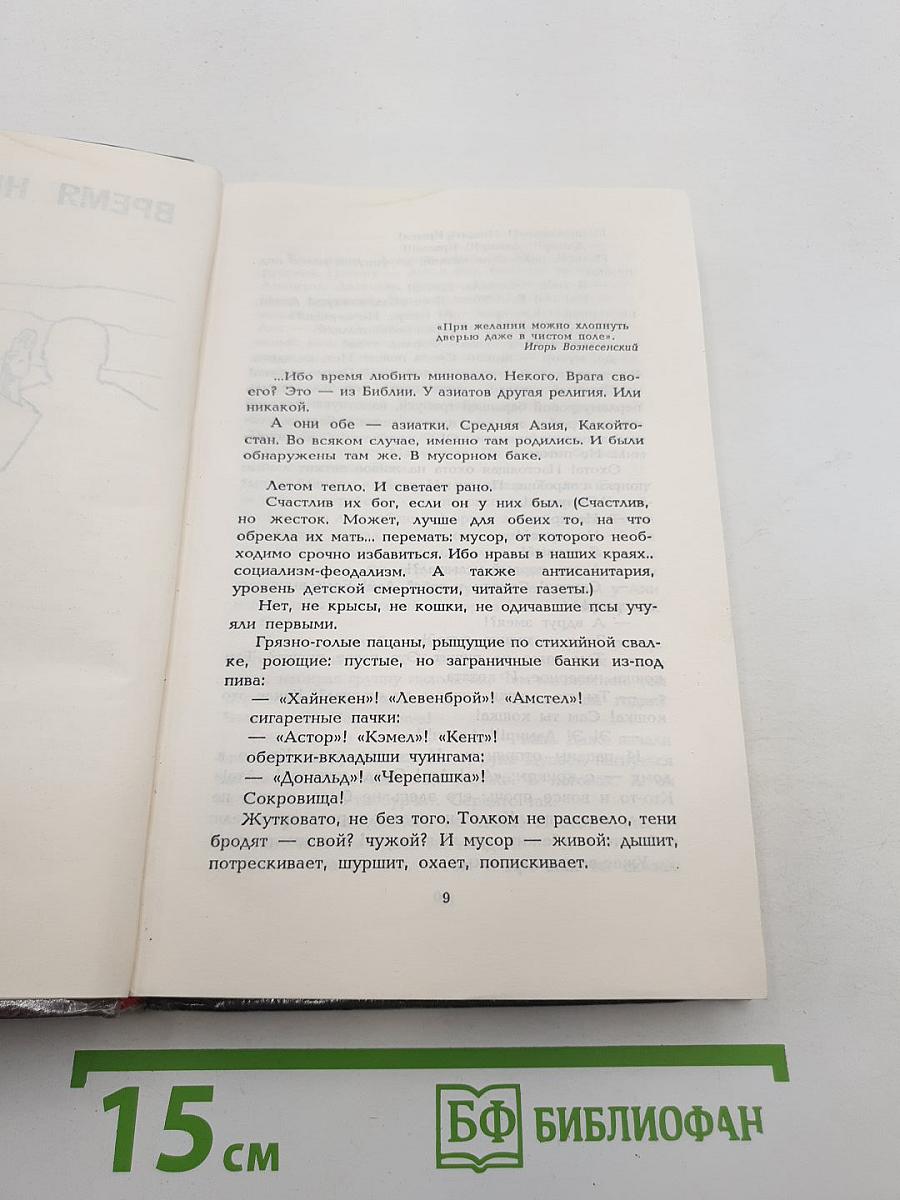 «При желании можно хлопнуть
дверью даже в чистом поле».
Игорь Вознесенский
...Ибо время любить миновало. Некого. Врага сво-
его? Это — из Библии. У азиатов другая религия. Или
никакой.
А они обе — азиатки. Средняя Азия, Какойто-
стан. Во всяком случае, именно там родились. И были
обнаружены там же. В мусорном баке.
Летом тепло. И светает рано.
Счастлив их бог, если он у них был. (Счастлив,
но жесток. Может, лучше для обеих то, на что
обрекла их мать... перемать: мусор, от которого необ-
ходимо срочно избавиться. Ибо нравы в наших краях..
социализм-феодализм. А также антисанитария,
уровень детской смертности, читайте газеты.)
Нет, не крысы, не кошки, не одичавшие псы учу-
яли первыми.
Грязно-голые пацаны, рыщущие по стихийной свал-
ке, роющие: пустые, но заграничные банки из-под
пива:
— «Хайнекен»! «Левенброй»! «Амстел»!
сигаретные пачки:
— «Астор»! «Кэмел»! «Кент»!
обертки-вкладыши чуингама:
— «Дональд»! «Черепашка»!
Сокровища!
Жутковато, не без того. Толком не рассвело, тени
бродят — свой? чужой? И мусор — живой: дышит,
потрескивает, шуршит, охает, попискивает.
9
15 см
БФ БИБЛИОФАН